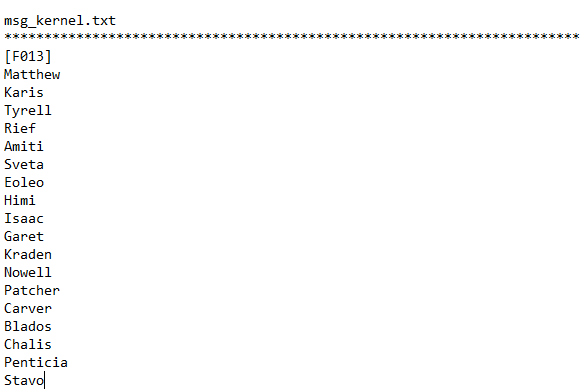 msg_kernel.txt
************************************************************************
[F013]
Matthew
Karis
Tyrell
Rief
Amiti
Sveta
Eoleo
Himi
Isaac
Garet
Kraden
Nowell
Patcher
Carver
Blados
Chalis
Penticia
Stavo